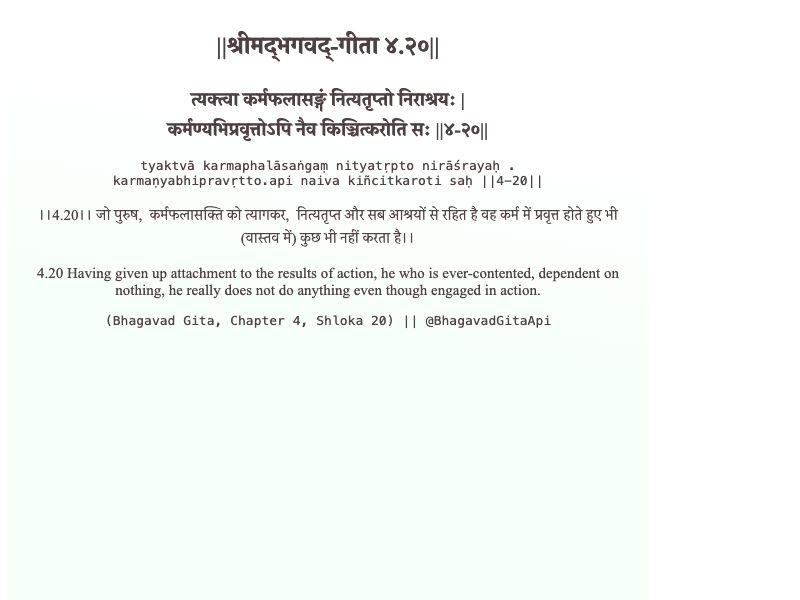 ||श्रीमद्‍भगवद्‍-गीता ४.२०||
त्यक्त्वा कर्मफलासङ्गं नित्यतृप्तो निराश्रयः |
कर्मण्यभिप्रवृत्तोऽपि नैव किञ्चित्करोति सः ||४-२०||
tyaktvā karmaphalāsaṅgaṃ nityatṛpto nirāśrayaḥ .
karmaṇyabhipravṛtto.api naiva kiñcitkaroti saḥ ||4-20||
।।4.20।। जो पुरुष, कर्मफलासक्ति को त्यागकर, नित्यतृप्त और सब आश्रयों से रहित है वह कर्म में प्रवृत्त होते हुए भी
(वास्तव में) कुछ भी नहीं करता है।।
4.20 Having given up attachment to the results of action, he who is ever-contented, dependent on
nothing, he really does not do anything even though engaged in action.
(Bhagavad Gita, Chapter 4, Shloka 20) || @BhagavadGitaApi